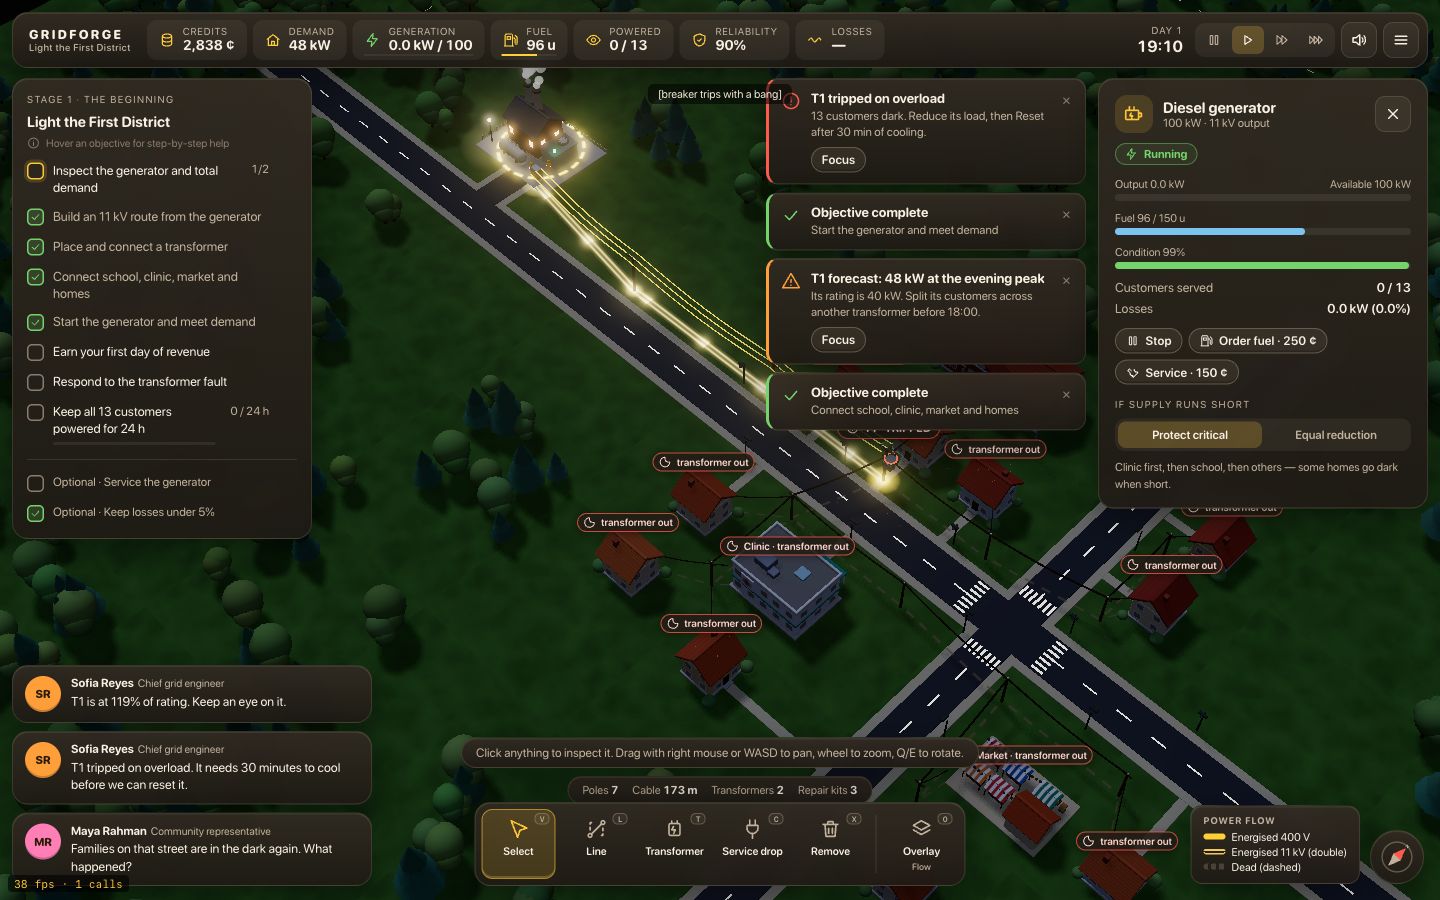 GRIDFORGE
Light the First District
CREDITS
2,838 ¢
DEMAND
48 kW
GENERATION
0.0 kW / 100
FUEL
96 u
POWERED
0 / 13
RELIABILITY
90%
LOSSES
—
DAY 1
19:10
STAGE 1 · THE BEGINNING
Light the First District
Hover an objective for step-by-step help
Inspect the generator and total
demand
1/2
Build an 11 kV route from the generator
Place and connect a transformer
Connect school, clinic, market and
homes
Start the generator and meet demand
Earn your first day of revenue
Respond to the transformer fault
Keep all 13 customers
powered for 24 h
0 / 24 h
Optional · Service the generator
Optional · Keep losses under 5%
[breaker trips with a bang]
T1 tripped on overload
13 customers dark. Reduce its load, then Reset
after 30 min of cooling.
Focus
Objective complete
Start the generator and meet demand
T1 forecast: 48 kW at the evening peak
Its rating is 40 kW. Split its customers across
another transformer before 18:00.
Focus
Objective complete
Connect school, clinic, market and homes
Diesel generator
100 kW · 11 kV output
Running
Output 0.0 kW
Available 100 kW
Fuel 96 / 150 u
Condition 99%
Customers served
0 / 13
Losses
0.0 kW (0.0%)
Stop
Order fuel · 250 ¢
Service · 150 ¢
IF SUPPLY RUNS SHORT
Protect critical
Equal reduction
Clinic first, then school, then others — some homes go dark
when short.
transformer out
transformer out
transformer out
Clinic · transformer out
transformer out
transformer out
transformer out
Market · transformer out
transformer out
Sofia Reyes Chief grid engineer
T1 is at 119% of rating. Keep an eye on it.
Sofia Reyes Chief grid engineer
T1 tripped on overload. It needs 30 minutes to cool
before we can reset it.
Maya Rahman Community representative
Families on that street are in the dark again. What
happened?
SR
SR
MR
38 fps · 1 calls
Click anything to inspect it. Drag with right mouse or WASD to pan, wheel to zoom, Q/E to rotate.
Poles 7 Cable 173 m Transformers 2 Repair kits 3
V
Select
L
Line
T
Transformer
C
Service drop
X
Remove
O
Overlay
Flow
POWER FLOW
Energised 400 V
Energised 11 kV (double)
Dead (dashed)